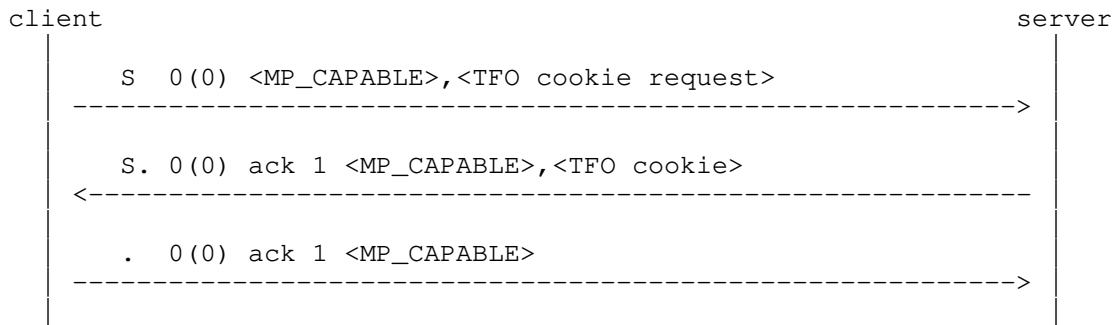 client server
S 0(0) <MP_CAPABLE>,<TFO cookie request>
S. 0(0) ack 1 <MP_CAPABLE>,<TFO cookie>
. 0(0) ack 1 <MP_CAPABLE>